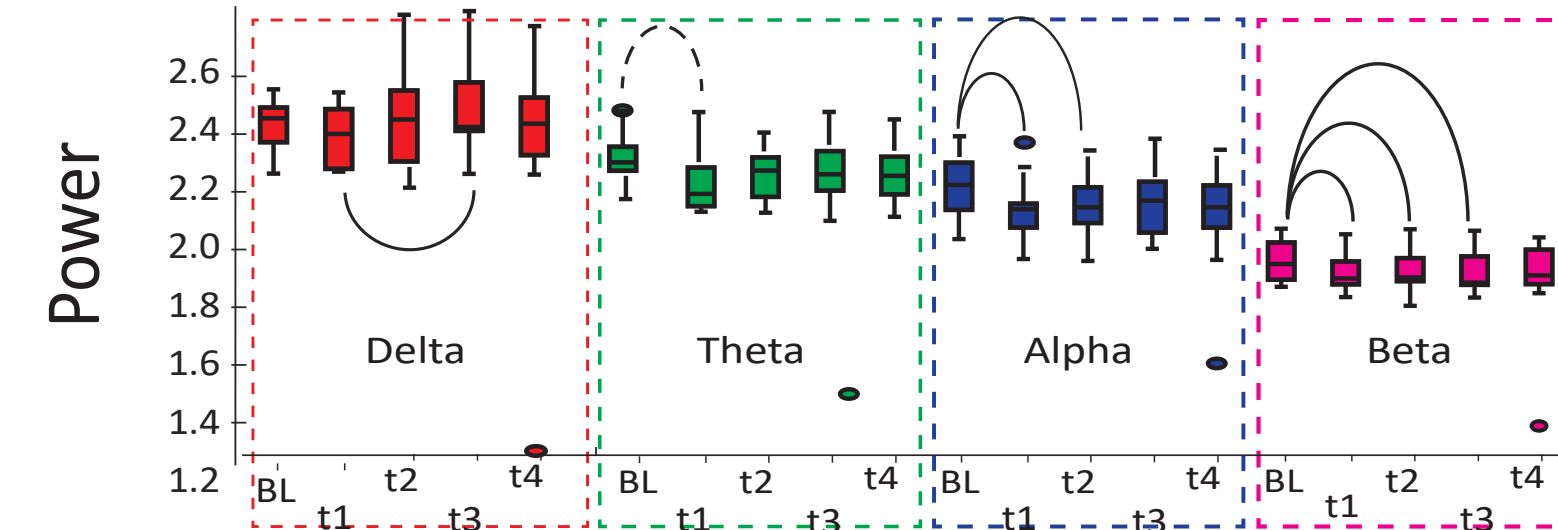 Power
2.6
2.4
2.2
2.0
1.8
1.6
1.4
1.2
Delta
Theta
Alpha
Beta
BL t1 t2 t3 t4
BL t1 t2 t3 t4
BL t1 t2 t3 t4
BL t1 t2 t3 t4